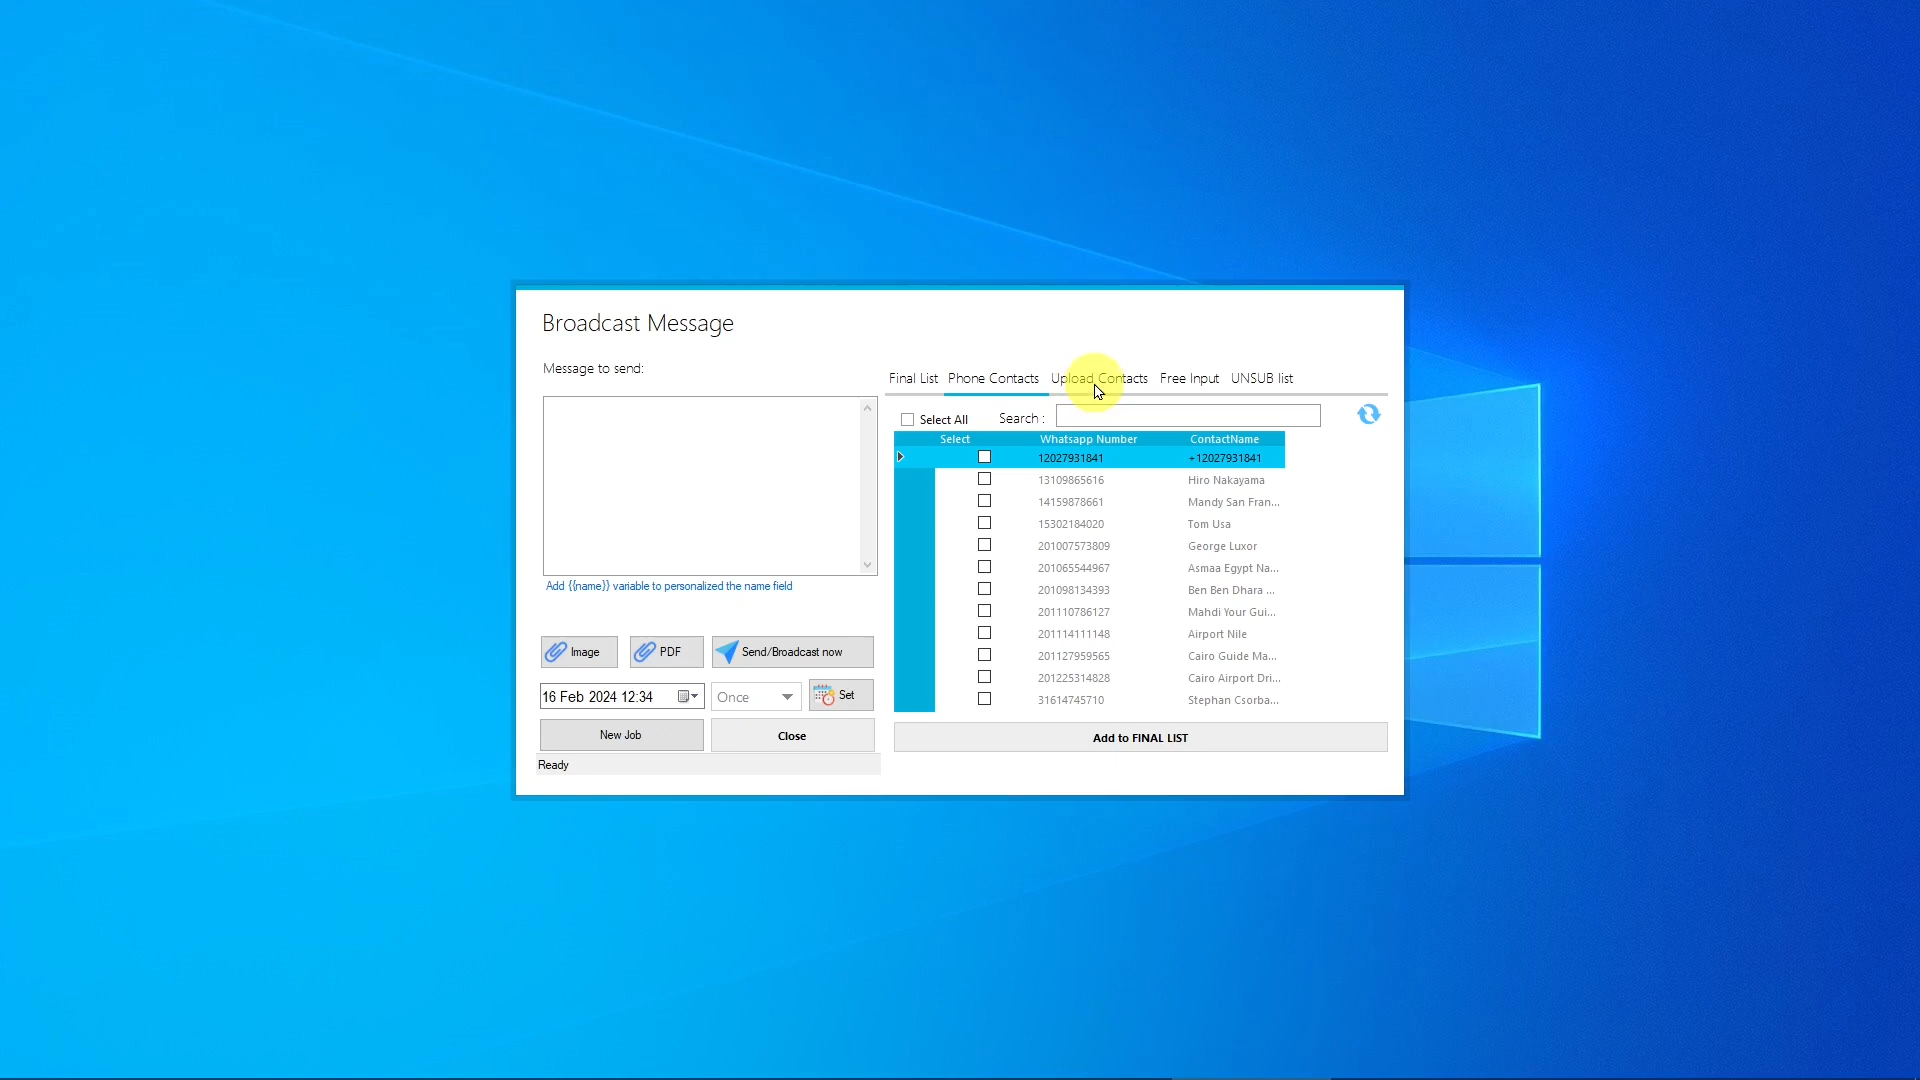 Broadcast Message
Message to send:
Final List Phone Contacts Upload Contacts Free Input UNSUB list
Select All Search :
Select Whatsapp Number ContactName
12027931841 +12027931841
13109865616 Hiro Nakayama
14159878661 Mandy San Fran...
15302184020 Tom Usa
201007573809 George Luxor
201065544967 Asmaa Egypt Na...
201098134393 Ben Ben Dhara ...
201110786127 Mahdi Your Gui...
201114111148 Airport Nile
201127959565 Cairo Guide Ma...
201225314828 Cairo Airport Dri...
31614745710 Stephan Csorba...
Add {{name}} variable to personalized the name field
Image PDF Send/Broadcast now
16 Feb 2024 12:34 Once Set
New Job Close
Add to FINAL LIST
Ready